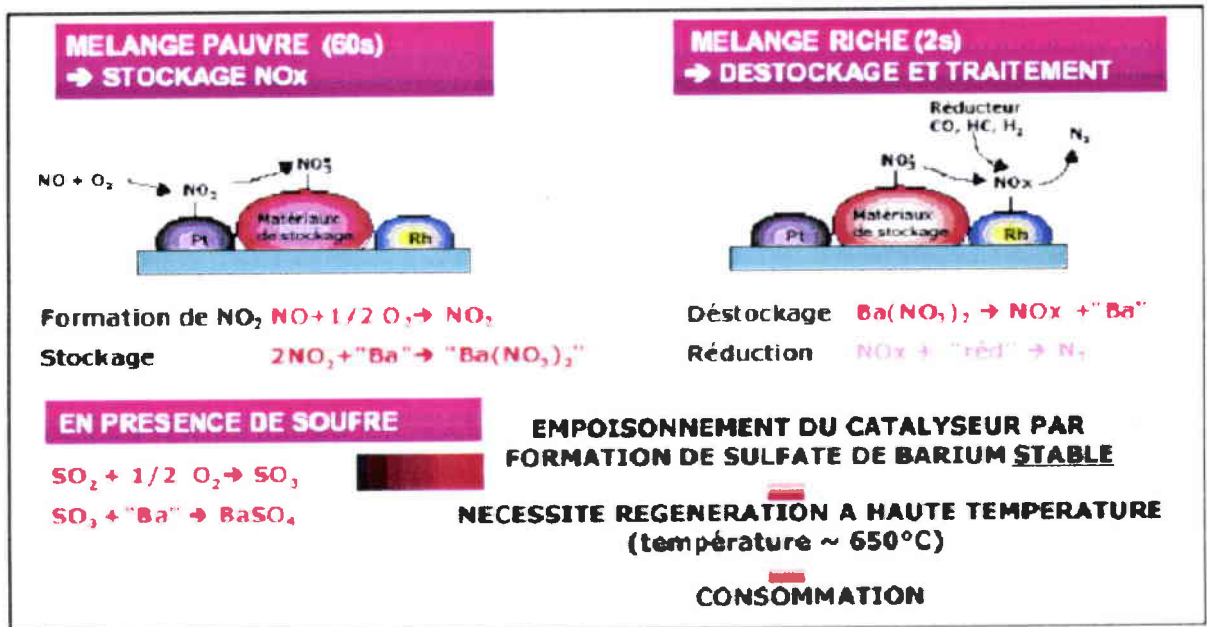 MELANGE PAUVRE (60s)
→ STOCKAGE NOx
NO + O₂
NO₂
NO₃⁻
Pt
Matériaux
de stockage
Rh
Formation de NO₂ NO+1/2 O₂→ NO₂
Stockage 2NO₂+"Ba"→ "Ba(NO₃)₂"
MELANGE RICHE (2s)
→ DESTOCKAGE ET TRAITEMENT
Réducteur
CO, HC, H₂
N₂
NO₃⁻
NOx
Pt
Matériaux
de stockage
Rh
Déstockage Ba(NO₃)₂ → NOx +"Ba"
Réduction NOx + "réd" → N₂
EN PRESENCE DE SOUFRE
SO₂ + 1/2 O₂→ SO₃
SO₃ +"Ba" → BaSO₄
EMPOISONNEMENT DU CATALYSEUR PAR
FORMATION DE SULFATE DE BARIUM STABLE
NECESSITE REGENERATION A HAUTE TEMPERATURE
(température ~ 650°C)
CONSOMMATION